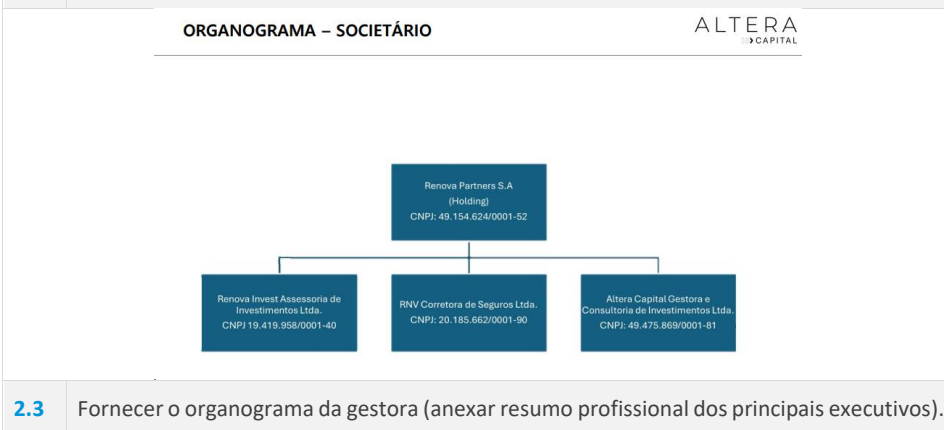 ORGANOGRAMA – SOCIETÁRIO
ALTERA
CAPITAL
Renova Partners S.A
(Holding)
CNPJ: 49.154.624/0001-52
Renova Invest Assessoria de
Investimentos Ltda.
CNPJ 19.419.958/0001-40
RNV Corretora de Seguros Ltda.
CNPJ: 20.185.662/0001-90
Altera Capital Gestora e
Consultoria de Investimentos Ltda.
CNPJ: 49.475.869/0001-81
2.3 Fornecer o organograma da gestora (anexar resumo profissional dos principais executivos).